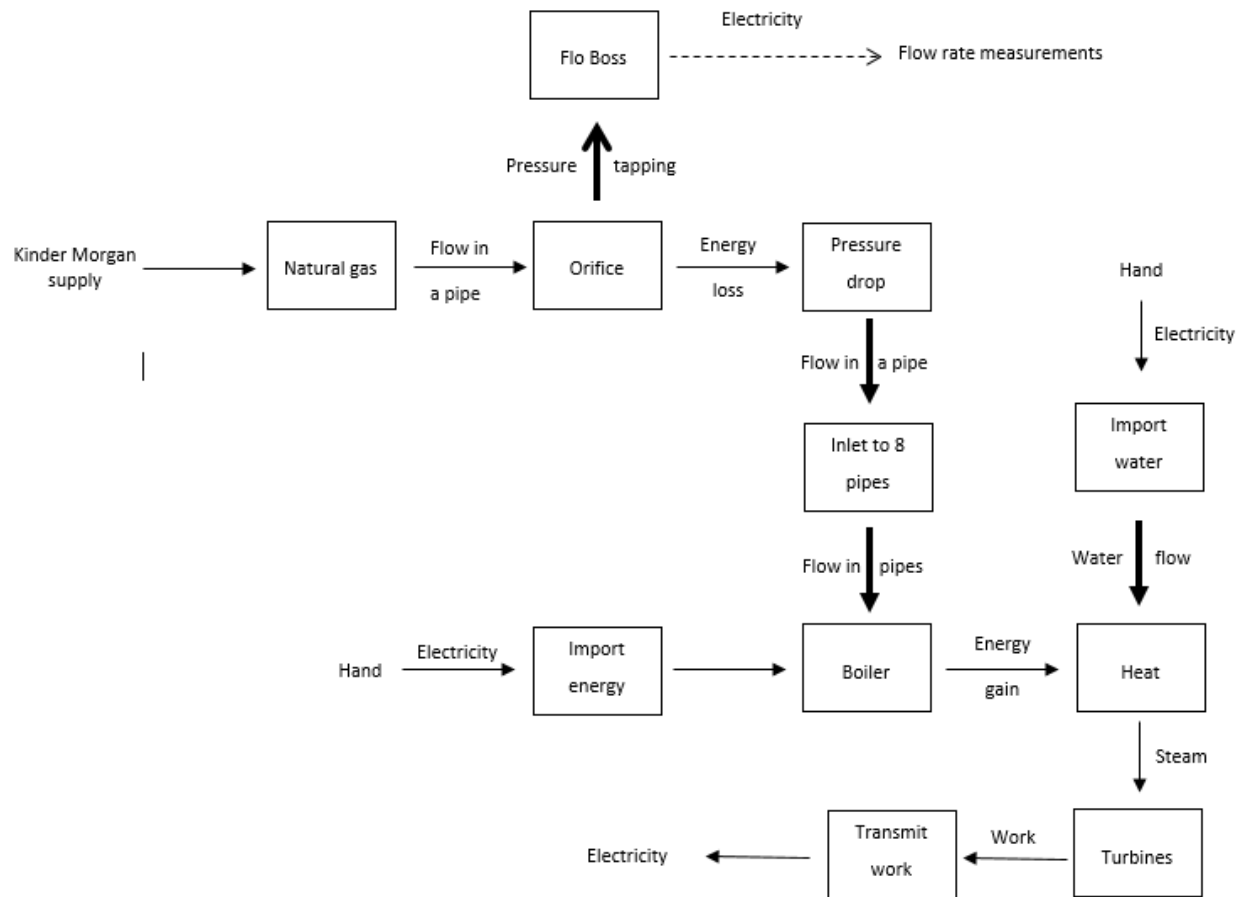 Electricity
Flo Boss
Flow rate measurements
Pressure tapping
Kinder Morgan
supply
Natural gas
Flow in
a pipe
Orifice
Energy
loss
Pressure
drop
Hand
Electricity
Flow in a pipe
Import
water
Inlet to 8
pipes
Water flow
Flow in pipes
Hand
Electricity
Import
energy
Boiler
Energy
gain
Heat
Steam
Turbines
Work
Transmit
work
Electricity